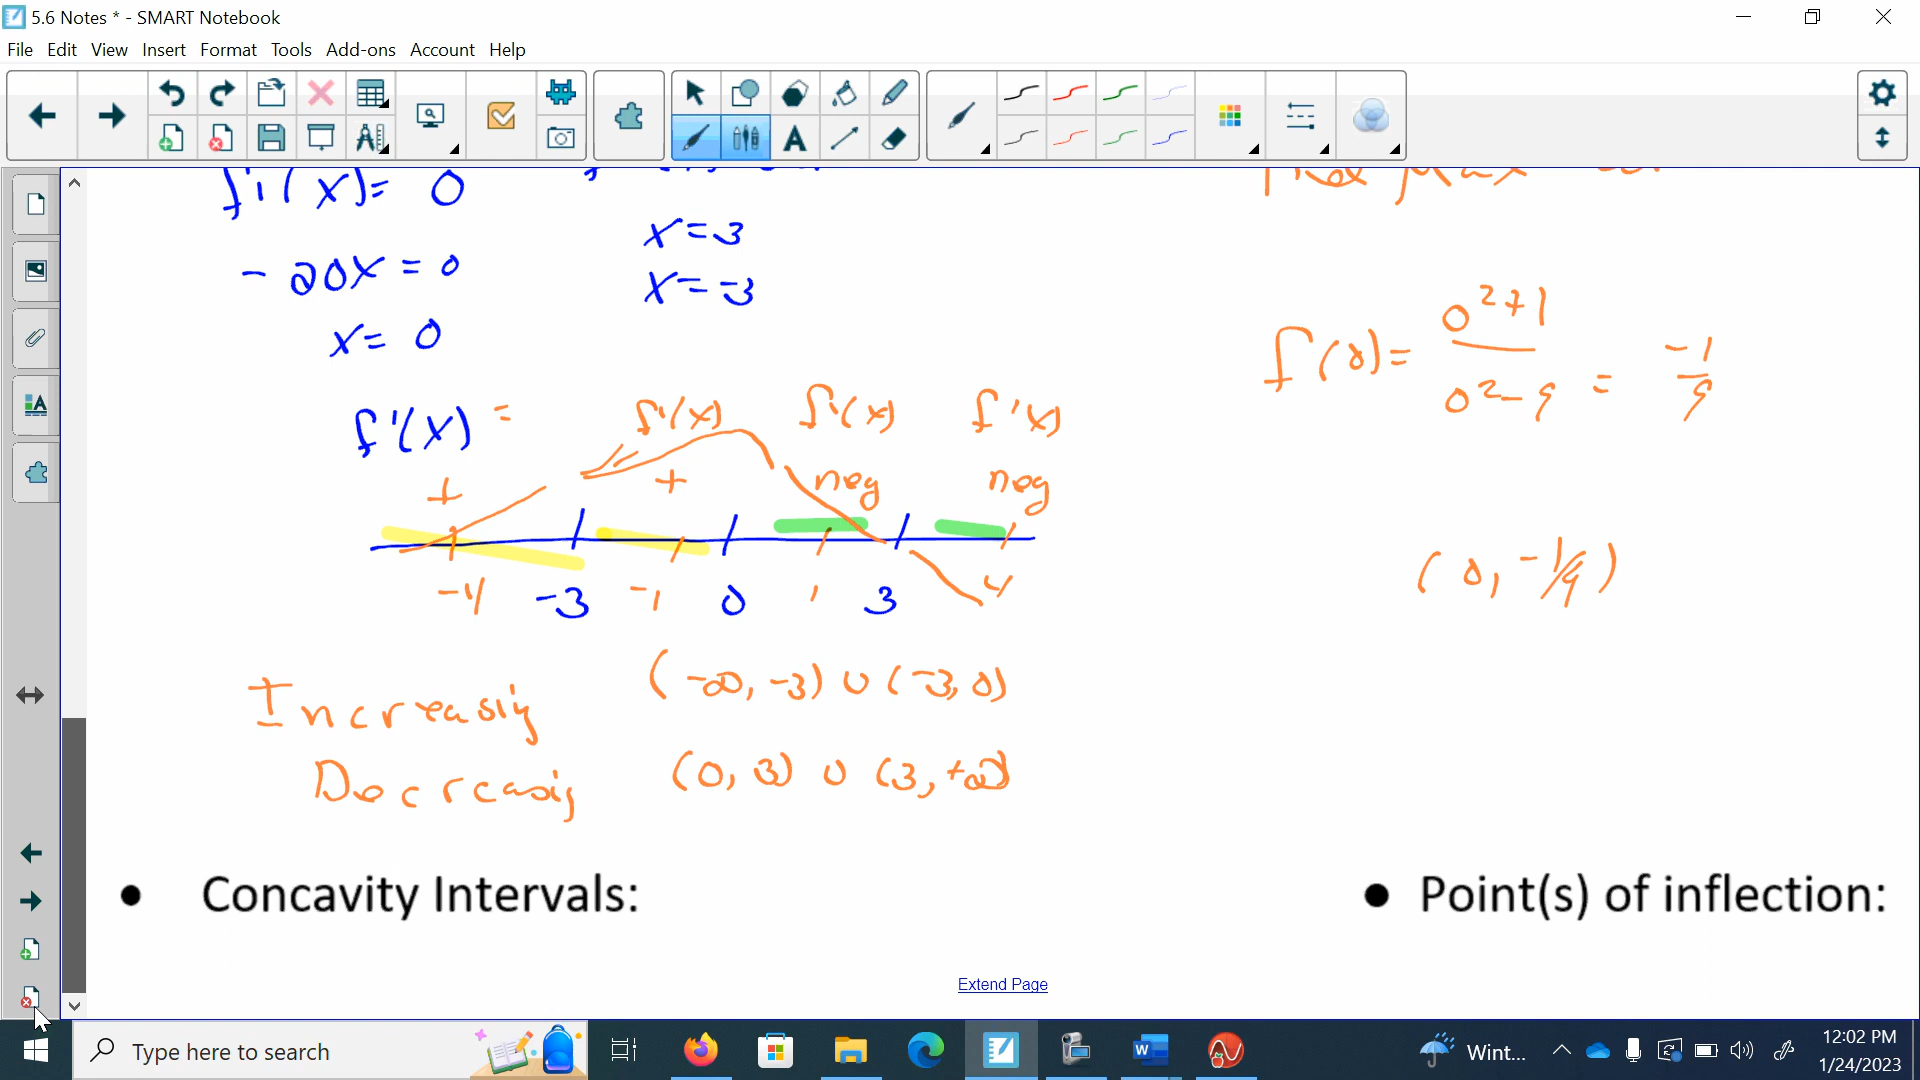 5.6 Notes * - SMART Notebook
File Edit View Insert Format Tools Add-ons Account Help
f'(x)= 0
x=3
-20x=0
x=-3
x=0
f(0)= 0²+1 / 0²-9 = -1/9
f'(x) = f'(x) f'(x) f'(x)
+ + neg neg
-4 -3 -1 0 1 3 4
(0, -1/9)
Increasig (-∞, -3) ∪ (-3, 0)
Decreasig (0, 3) ∪ (3, +∞)
• Concavity Intervals:
• Point(s) of inflection:
Extend Page
Type here to search
Wint...
12:02 PM
1/24/2023